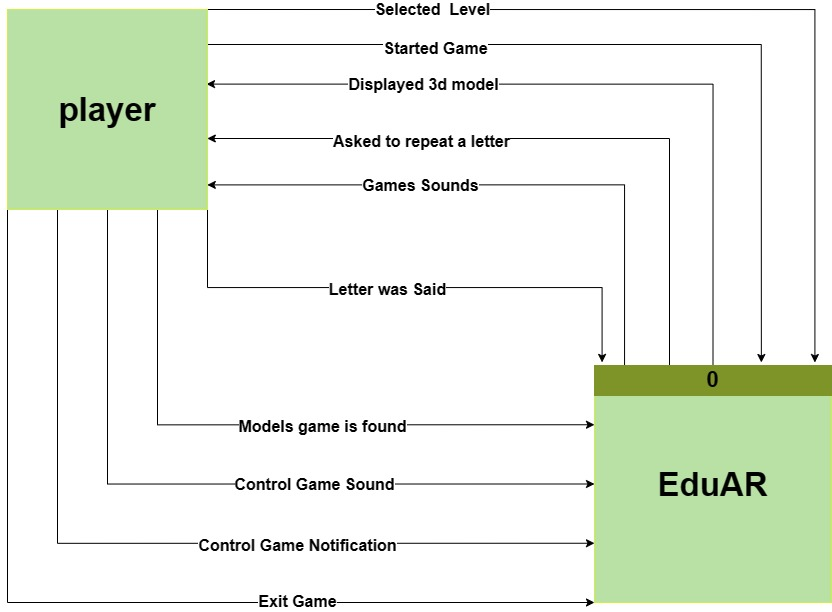 Selected Level
Started Game
Displayed 3d model
player
Asked to repeat a letter
Games Sounds
Letter was Said
0
Models game is found
Control Game Sound
EduAR
Control Game Notification
Exit Game